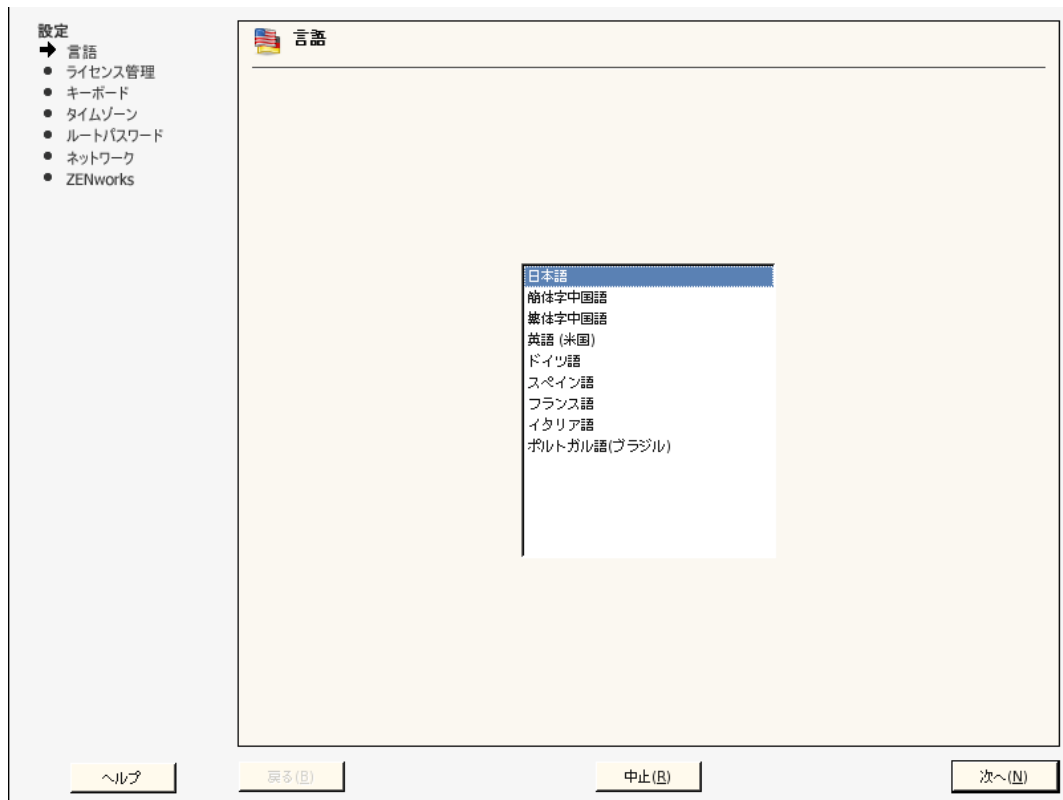 設定
言語
ライセンス管理
キーボード
タイムゾーン
ルートパスワード
ネットワーク
ZENworks
言語
日本語
簡体字中国語
繁体字中国語
英語 (米国)
ドイツ語
スペイン語
フランス語
イタリア語
ポルトガル語(ブラジル)
ヘルプ
戻る(B)
中止(R)
次へ(N)